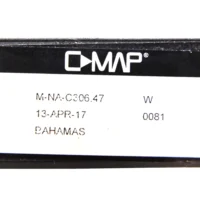 C-MAP®
M-NA-C306.47 W
13-APR-17 0081
BAHAMAS